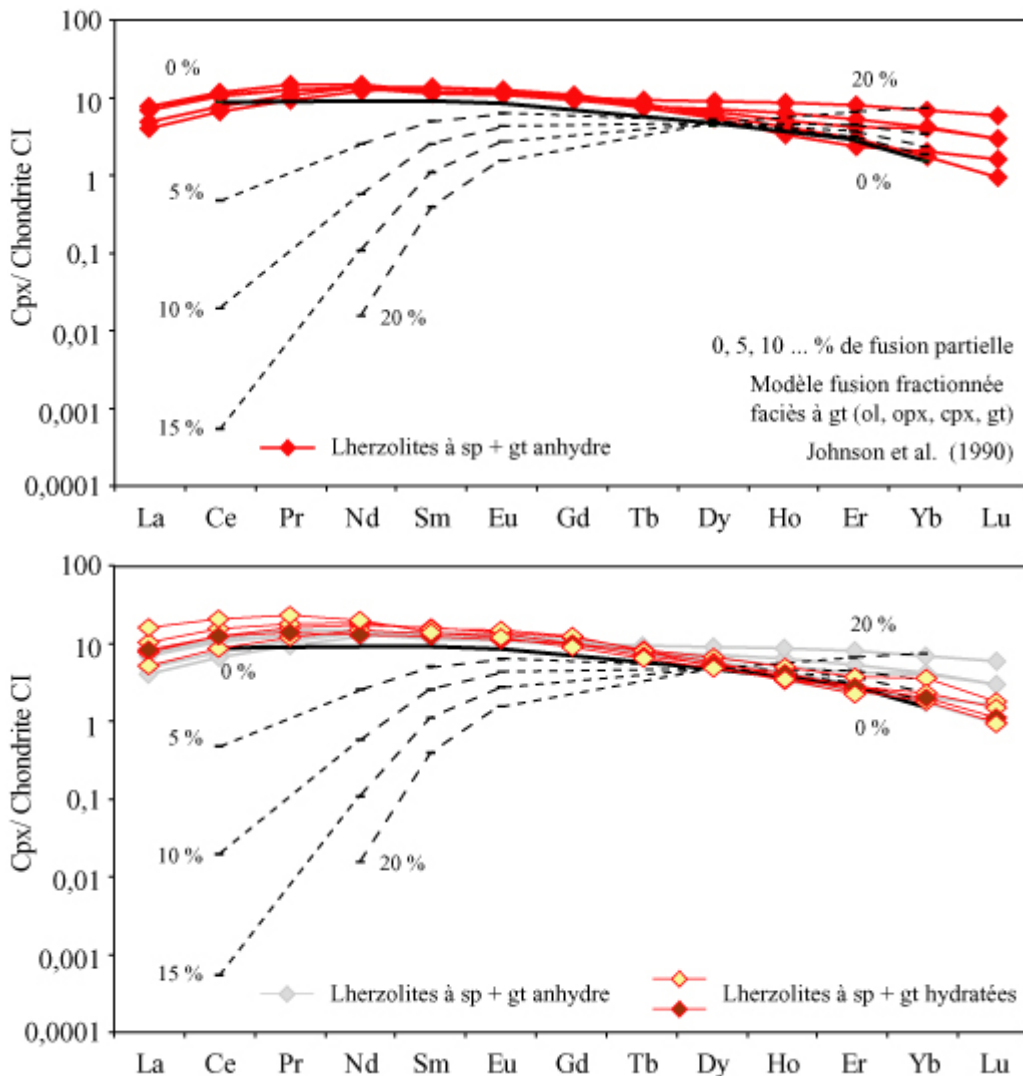 100
10
1
0,1
0,01
0,001
0,0001
Cpx/ Chondrite CI
0 %
20 %
5 %
0 %
10 %
20 %
15 %
0, 5, 10 ... % de fusion partielle
Modèle fusion fractionnée
faciès à gt (ol, opx, cpx, gt)
Johnson et al. (1990)
Lherzolites à sp + gt anhydre
La Ce Pr Nd Sm Eu Gd Tb Dy Ho Er Yb Lu
100
10
1
0,1
0,01
0,001
0,0001
Cpx/ Chondrite CI
20 %
0 %
5 %
0 %
10 %
20 %
15 %
Lherzolites à sp + gt anhydre
Lherzolites à sp + gt hydratées
La Ce Pr Nd Sm Eu Gd Tb Dy Ho Er Yb Lu